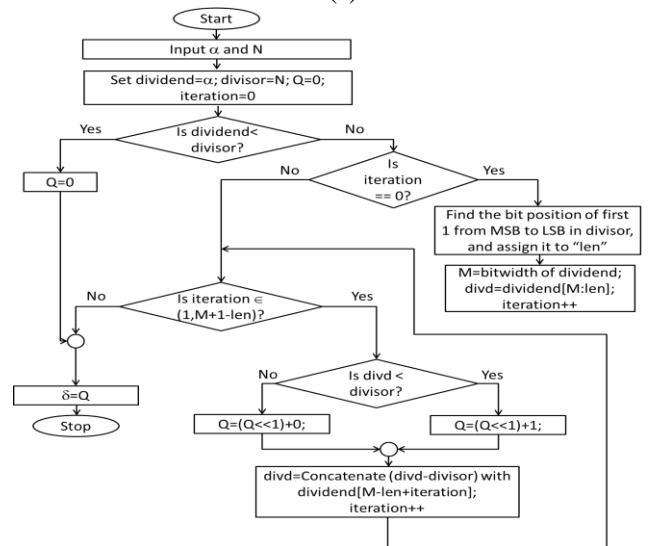 Start
Input α and N
Set dividend=α; divisor=N; Q=0;
iteration=0
Yes
Is dividend<
divisor?
No
Q=0
No
Is
iteration
== 0?
Yes
Find the bit position of first
1 from MSB to LSB in divisor,
and assign it to “len”
M=bitwidth of dividend;
divd=dividend[M:len];
iteration++
No
Is iteration ∈
(1,M+1-len)?
Yes
No
Is divd <
divisor?
Yes
δ=Q
Stop
Q=(Q<<1)+0;
Q=(Q<<1)+1;
divd=Concatenate (divd-divisor) with
dividend[M-len+iteration];
iteration++